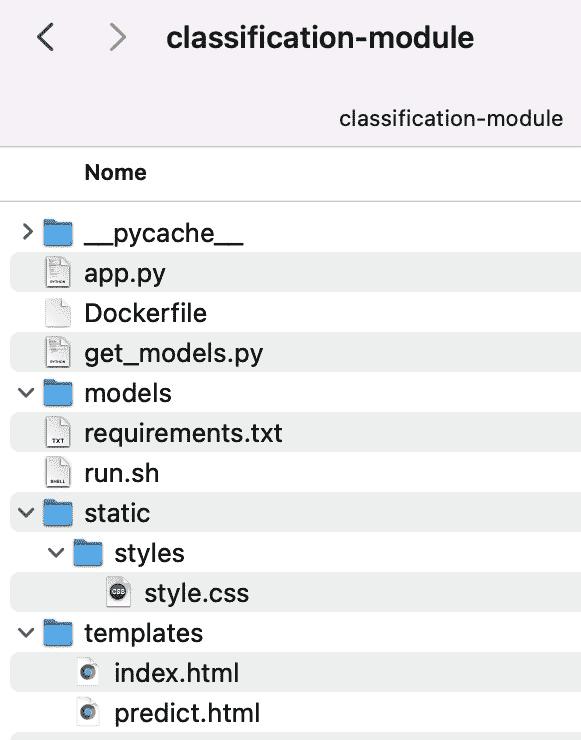 classification-module
classification-module
Nome
__pycache__
app.py
Dockerfile
get_models.py
models
requirements.txt
run.sh
static
styles
style.css
templates
index.html
predict.html